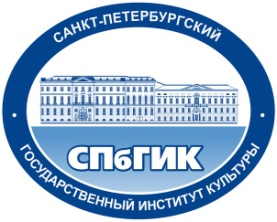 САНКТ-ПЕТЕРБУРГСКИЙ
СПбГИК
ГОСУДАРСТВЕННЫЙ ИНСТИТУТ КУЛЬТУРЫ